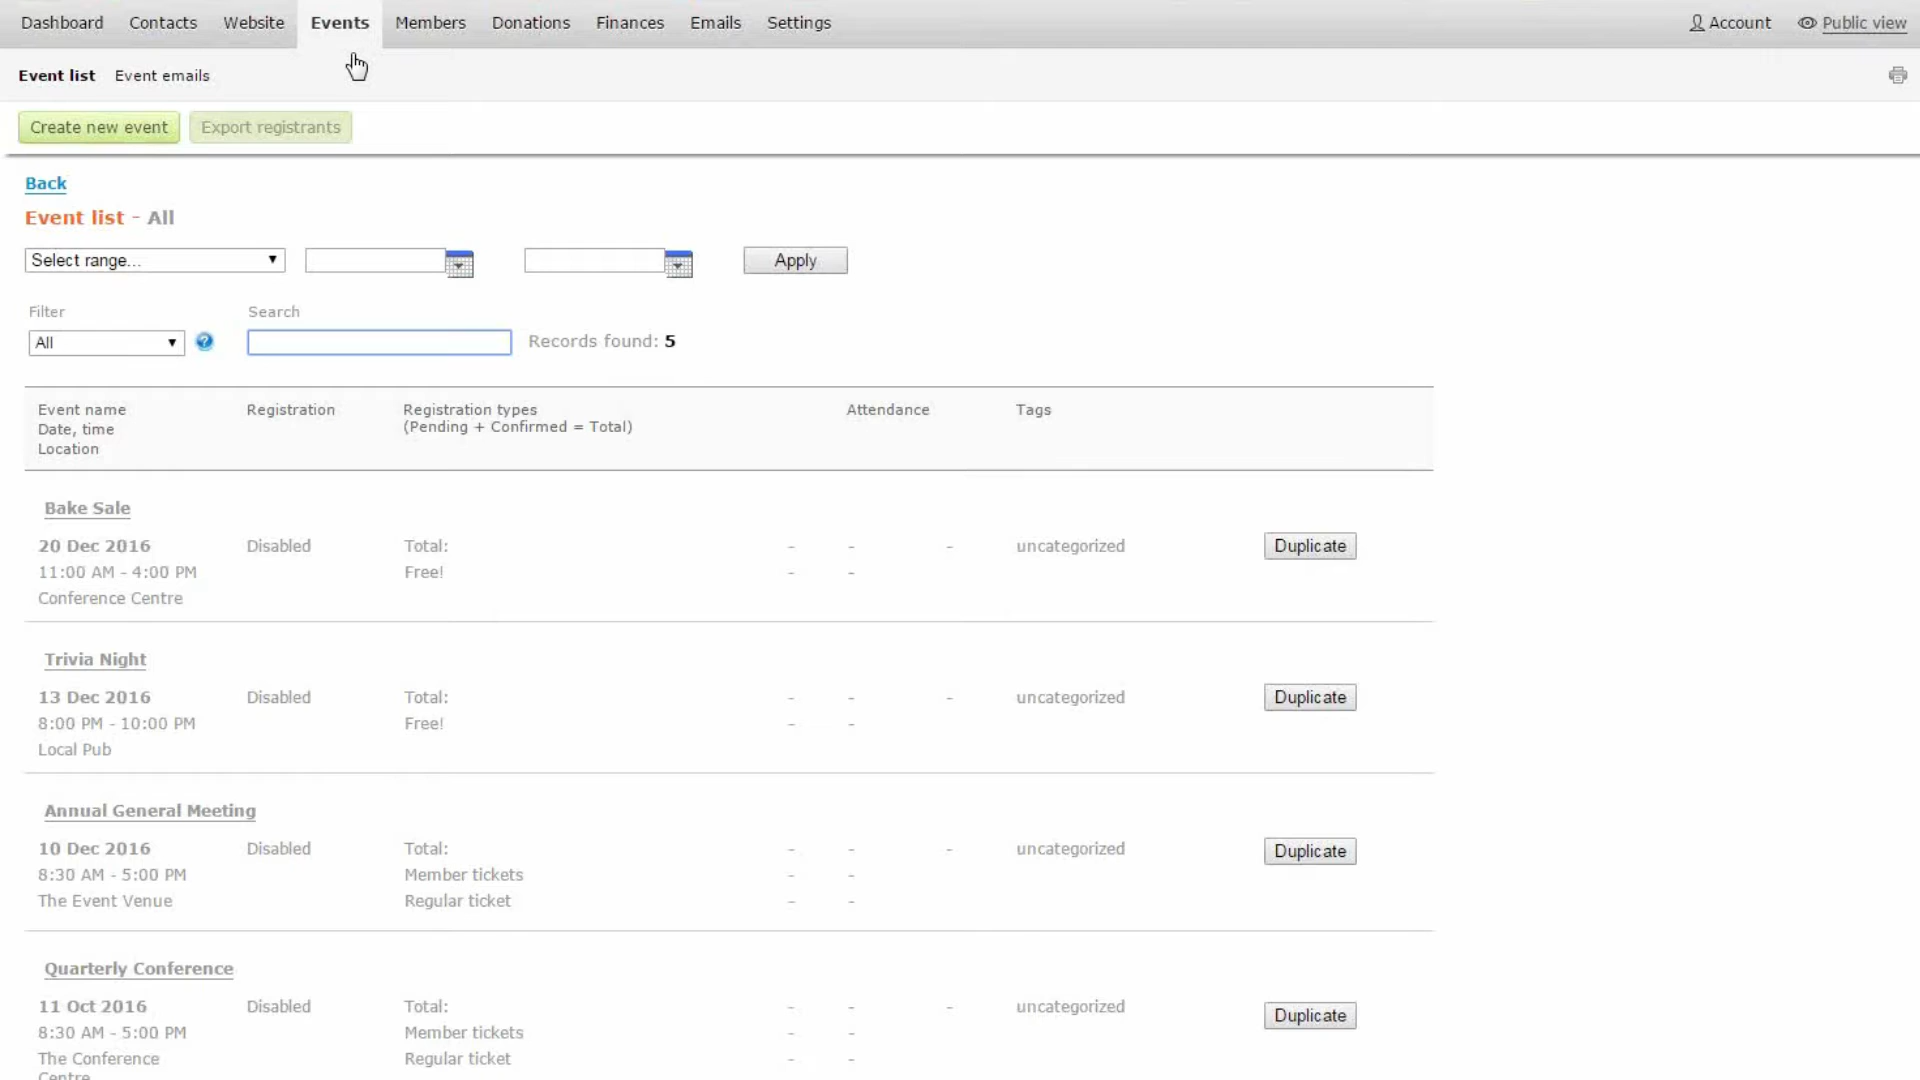 Dashboard Contacts Website Events Members Donations Finances Emails Settings Account Public view
Event list Event emails
Create new event Export registrants
Back
Event list - All
Select range... Apply
Filter Search
All ? Records found: 5
Event name Registration Registration types Attendance Tags
(Pending + Confirmed = Total)
Date, time
Location
Bake Sale
20 Dec 2016 Disabled Total: - - - uncategorized Duplicate
11:00 AM - 4:00 PM Free! - -
Conference Centre
Trivia Night
13 Dec 2016 Disabled Total: - - - uncategorized Duplicate
8:00 PM - 10:00 PM Free! - -
Local Pub
Annual General Meeting
10 Dec 2016 Disabled Total: - - - uncategorized Duplicate
8:30 AM - 5:00 PM Member tickets - -
The Event Venue Regular ticket - -
Quarterly Conference
11 Oct 2016 Disabled Total: - - - uncategorized Duplicate
8:30 AM - 5:00 PM Member tickets - -
The Conference Regular ticket - -
Centre